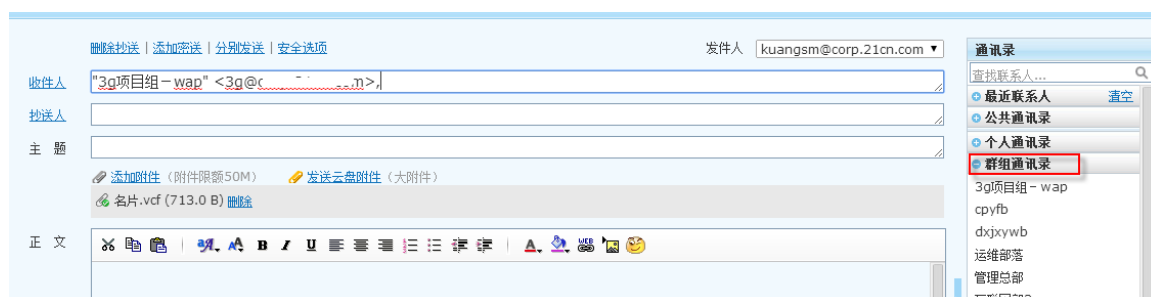 删除抄送 | 添加密送 | 分别发送 | 安全选项
发件人 kuangsm@corp.21cn.com
收件人 "3g项目组－wap" <3g@
抄送人
主 题
添加附件（附件限额50M） 发送云盘附件（大附件）
名片.vcf (713.0 B) 删除
正 文
通讯录
查找联系人...
最近联系人 清空
公共通讯录
个人通讯录
群组通讯录
3g项目组－wap
cpyfb
dxjxywb
运维部落
管理总部